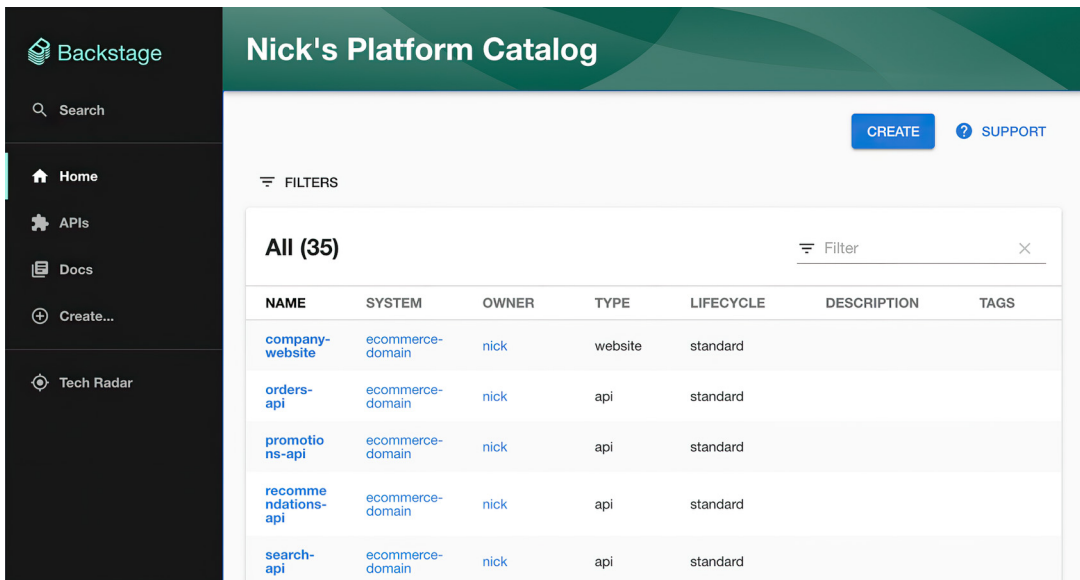 Backstage
Search
Home
APIs
Docs
Create...
Tech Radar
Nick's Platform Catalog
CREATE
SUPPORT
FILTERS
All (35)
Filter
NAME SYSTEM OWNER TYPE LIFECYCLE DESCRIPTION TAGS
company-
website
ecommerce-
domain
nick
website
standard
orders-
api
ecommerce-
domain
nick
api
standard
promotio
ns-api
ecommerce-
domain
nick
api
standard
recomme
ndations-
api
ecommerce-
domain
nick
api
standard
search-
api
ecommerce-
domain
nick
api
standard